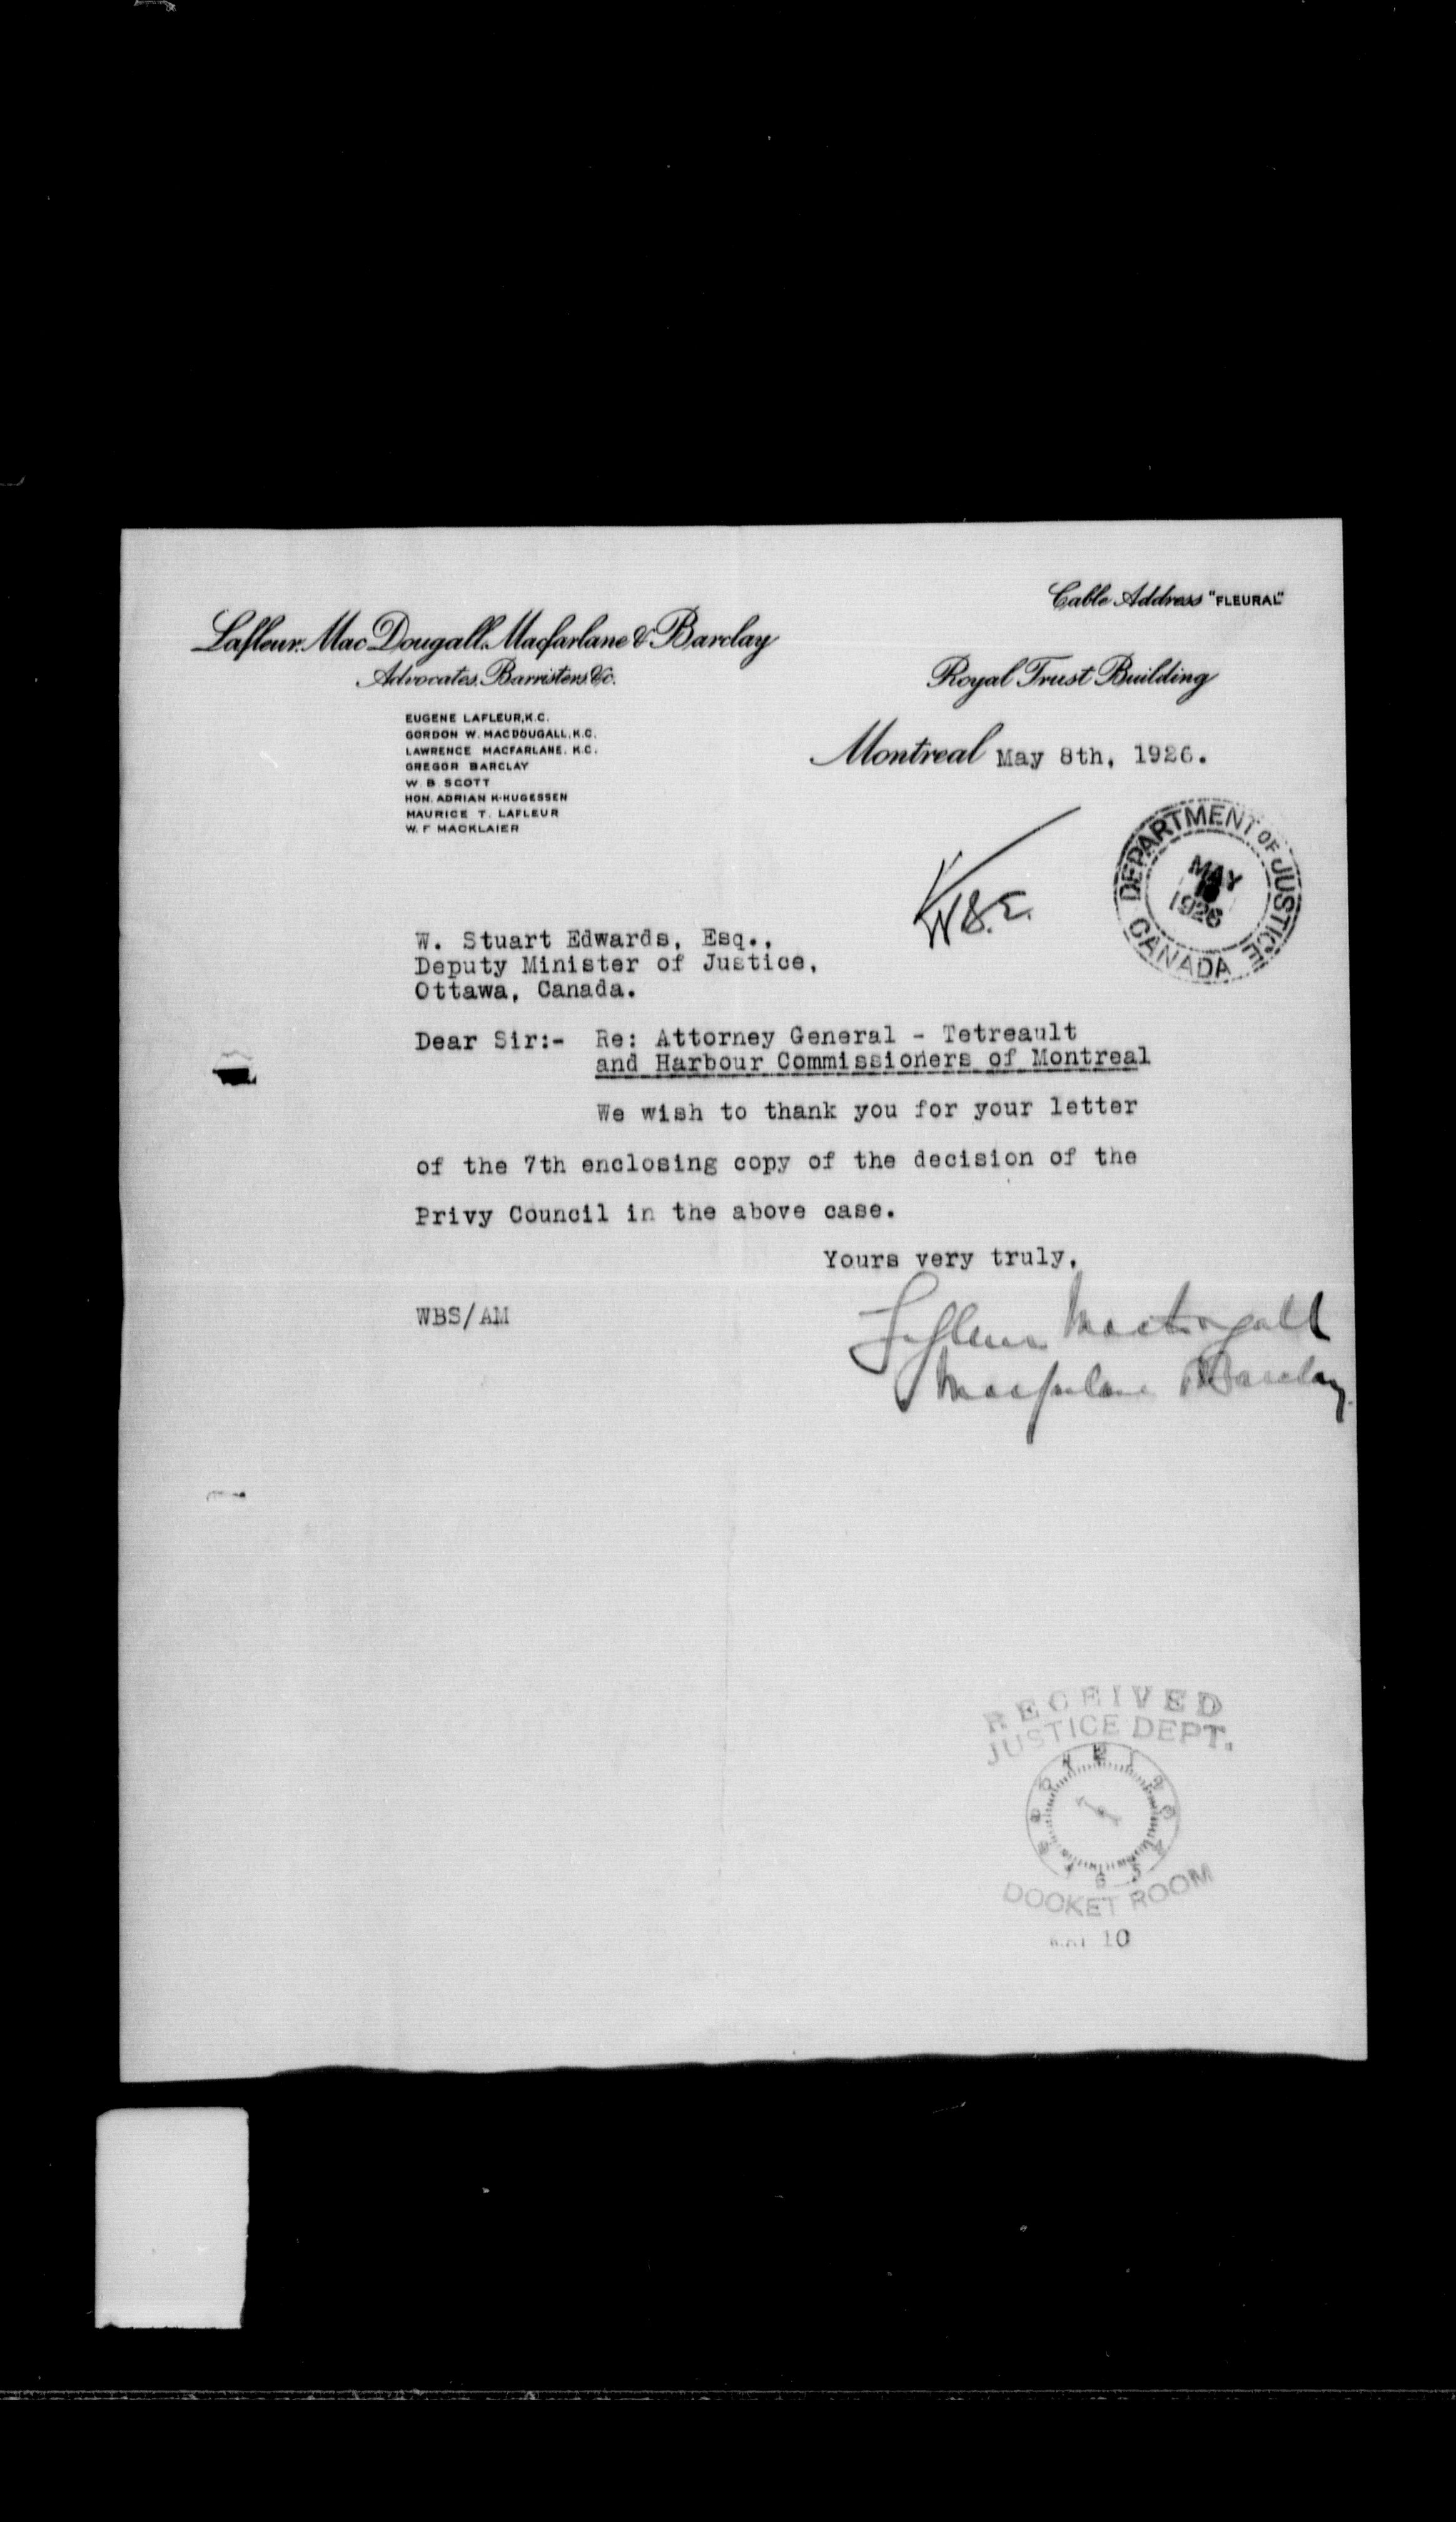 Cable Address "FLEURAL"
Lafleur, MacDougall, Macfarlane & Barclay
Advocates, Barristers &c.
Royal Trust Building
EUGENE LAFLEUR, K.C.
GORDON W. MACDOUGALL, K.C.
LAWRENCE MACFARLANE, K.C.
GREGOR BARCLAY
W. B. SCOTT
HON. ADRIAN K-HUGESSEN
MAURICE T. LAFLEUR
W. F. MACKLAIER
Montreal May 8th, 1926.
W.S.E.
DEPARTMENT OF JUSTICE
MAY
10
1926
CANADA
W. Stuart Edwards, Esq.,
Deputy Minister of Justice,
Ottawa, Canada.
Dear Sir:- Re: Attorney General - Tetreault
and Harbour Commissioners of Montreal
We wish to thank you for your letter
of the 7th enclosing copy of the decision of the
Privy Council in the above case.
Yours very truly,
WBS/AM
Lafleur MacDougall
Macfarlane & Barclay
RECEIVED
JUSTICE DEPT.
DOCKET ROOM
MAY 10